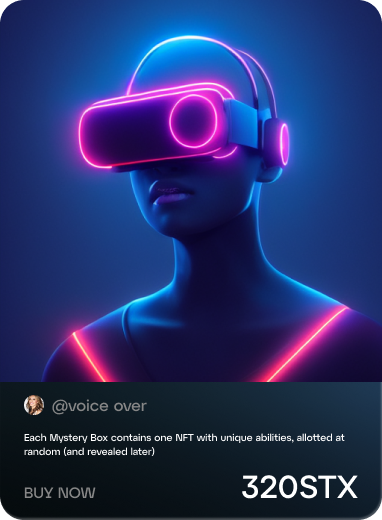 @voice over
Each Mystery Box contains one NFT with unique abilities, allotted at
random (and revealed later)
BUY NOW
320STX